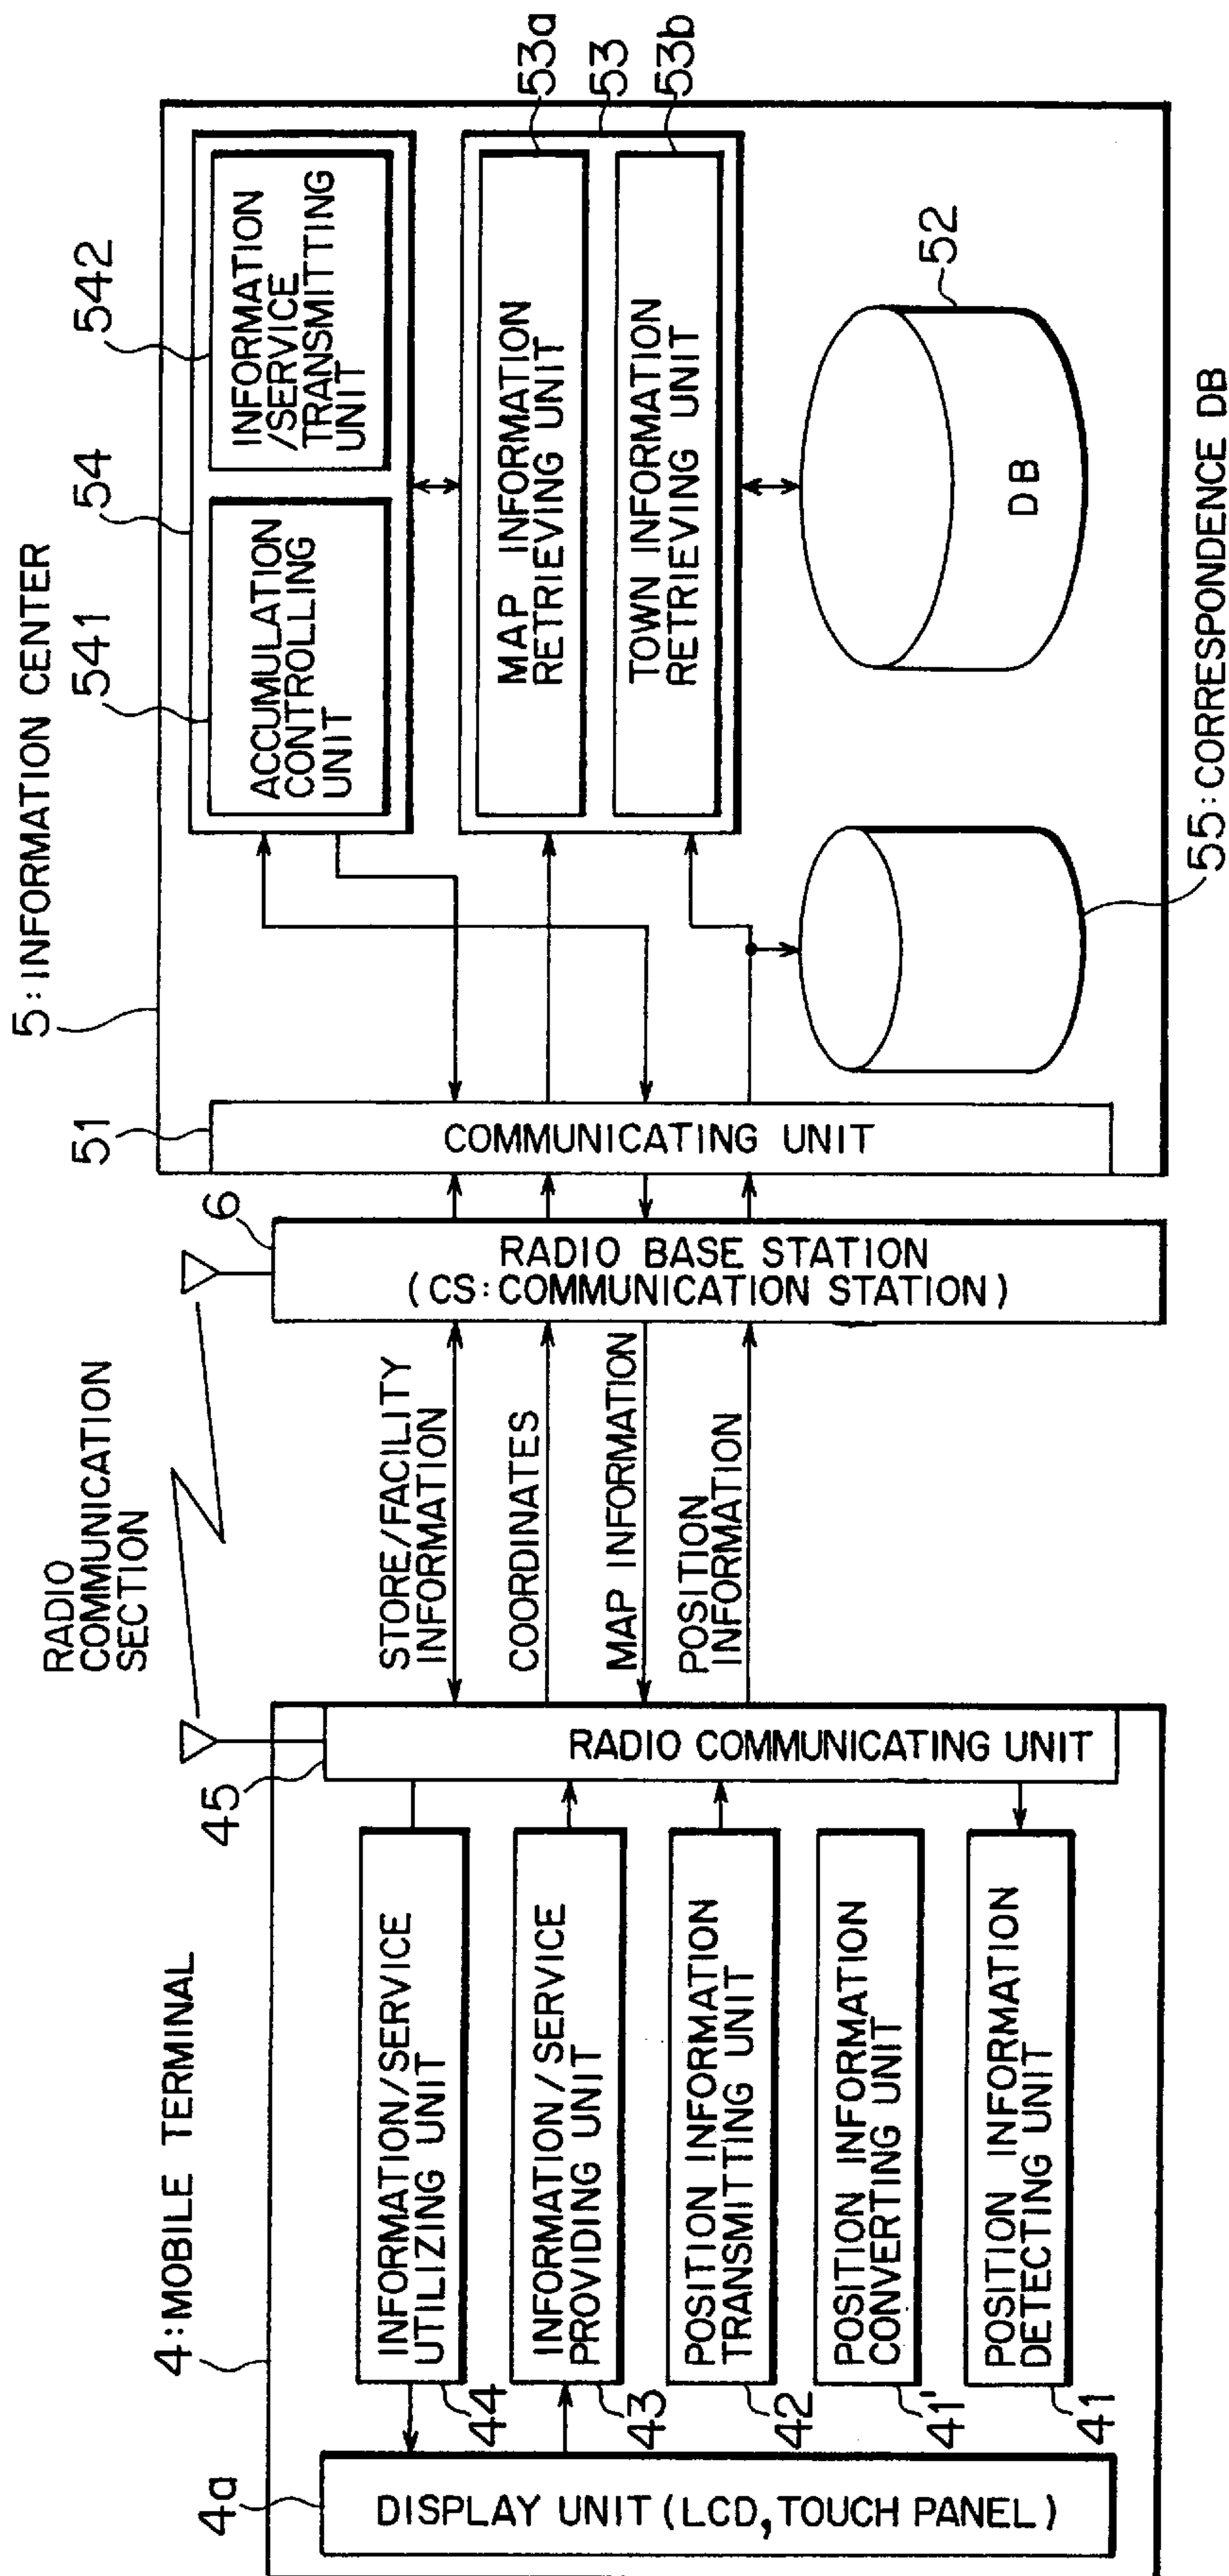 4:MOBILE TERMINAL
4a
DISPLAY UNIT (LCD, TOUCH PANEL)
44
INFORMATION/SERVICE
UTILIZING UNIT
43
INFORMATION/SERVICE
PROVIDING UNIT
42
POSITION INFORMATION
TRANSMITTING UNIT
41'
POSITION INFORMATION
CONVERTING UNIT
41
POSITION INFORMATION
DETECTING UNIT
45
RADIO COMMUNICATING UNIT
RADIO
COMMUNICATION
SECTION
STORE/FACILITY
INFORMATION
COORDINATES
MAP INFORMATION
POSITION
INFORMATION
6
RADIO BASE STATION
(CS:COMMUNICATION STATION)
5:INFORMATION CENTER
51
COMMUNICATING UNIT
541
54
542
ACCUMULATION
CONTROLLING
UNIT
INFORMATION
/SERVICE
TRANSMITTING
UNIT
53a
53
53b
MAP INFORMATION
RETRIEVING UNIT
TOWN INFORMATION
RETRIEVING UNIT
52
DB
55:CORRESPONDENCE DB